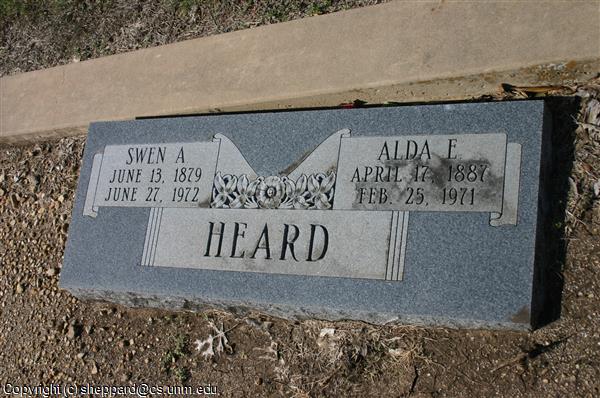 SWEN A
JUNE 13, 1879
JUNE 27, 1972
ALDA E.
APRIL 17, 1887
FEB. 25, 1971
HEARD
Copyright (c) sheppard@cs.unm.edu